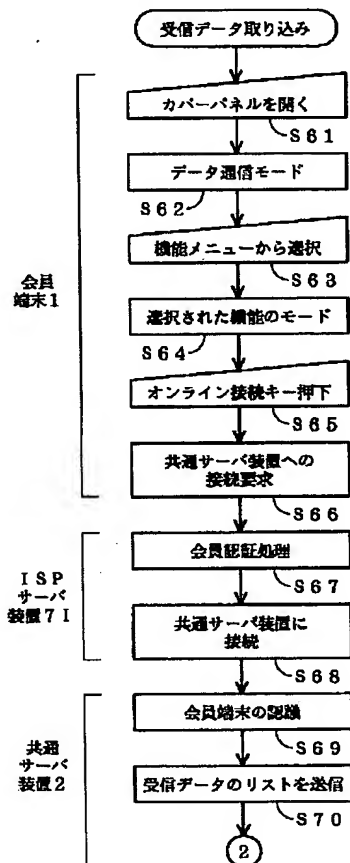 受信データ取り込み
カバーパネルを開く
S61
データ通信モード
S62
機能メニューから選択
S63
会員
端末1
選択された機能のモード
S64
オンライン接続キー押下
S65
共通サーバ装置への
接続要求
S66
会員認証処理
S67
ISP
サーバ
装置7I
共通サーバ装置に
接続
S68
会員端末の認識
S69
共通
サーバ
装置2
受信データのリストを送信
S70
2